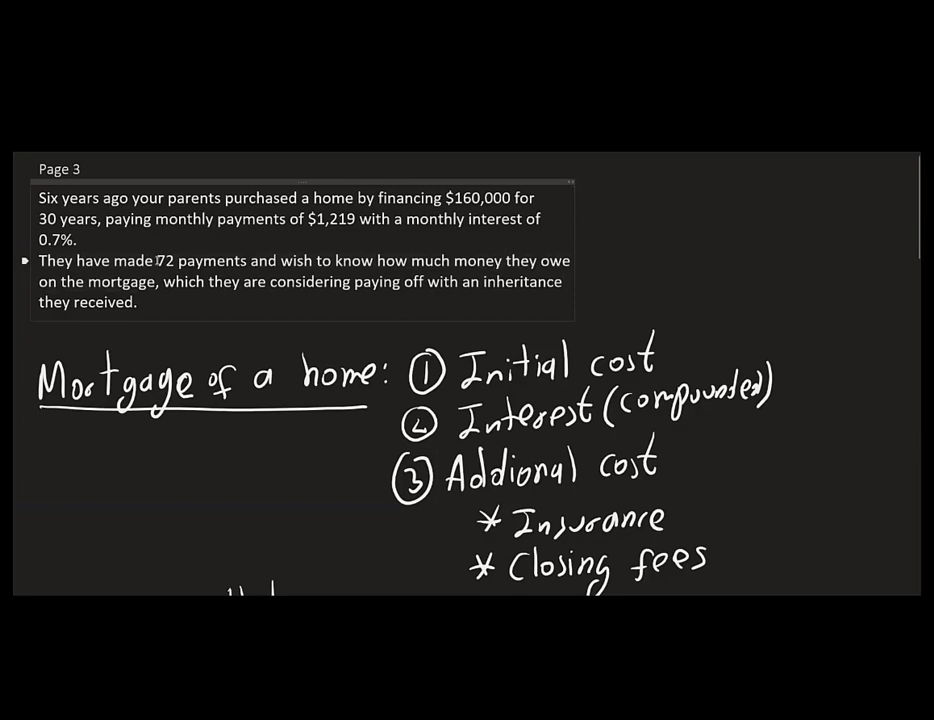 Page 3
Six years ago your parents purchased a home by financing $160,000 for
30 years, paying monthly payments of $1,219 with a monthly interest of
0.7%.
They have made 72 payments and wish to know how much money they owe
on the mortgage, which they are considering paying off with an inheritance
they received.
Mortgage of a home: ① Initial cost
② Interest (compounded)
③ Addional cost
* Insurance
* Closing fees